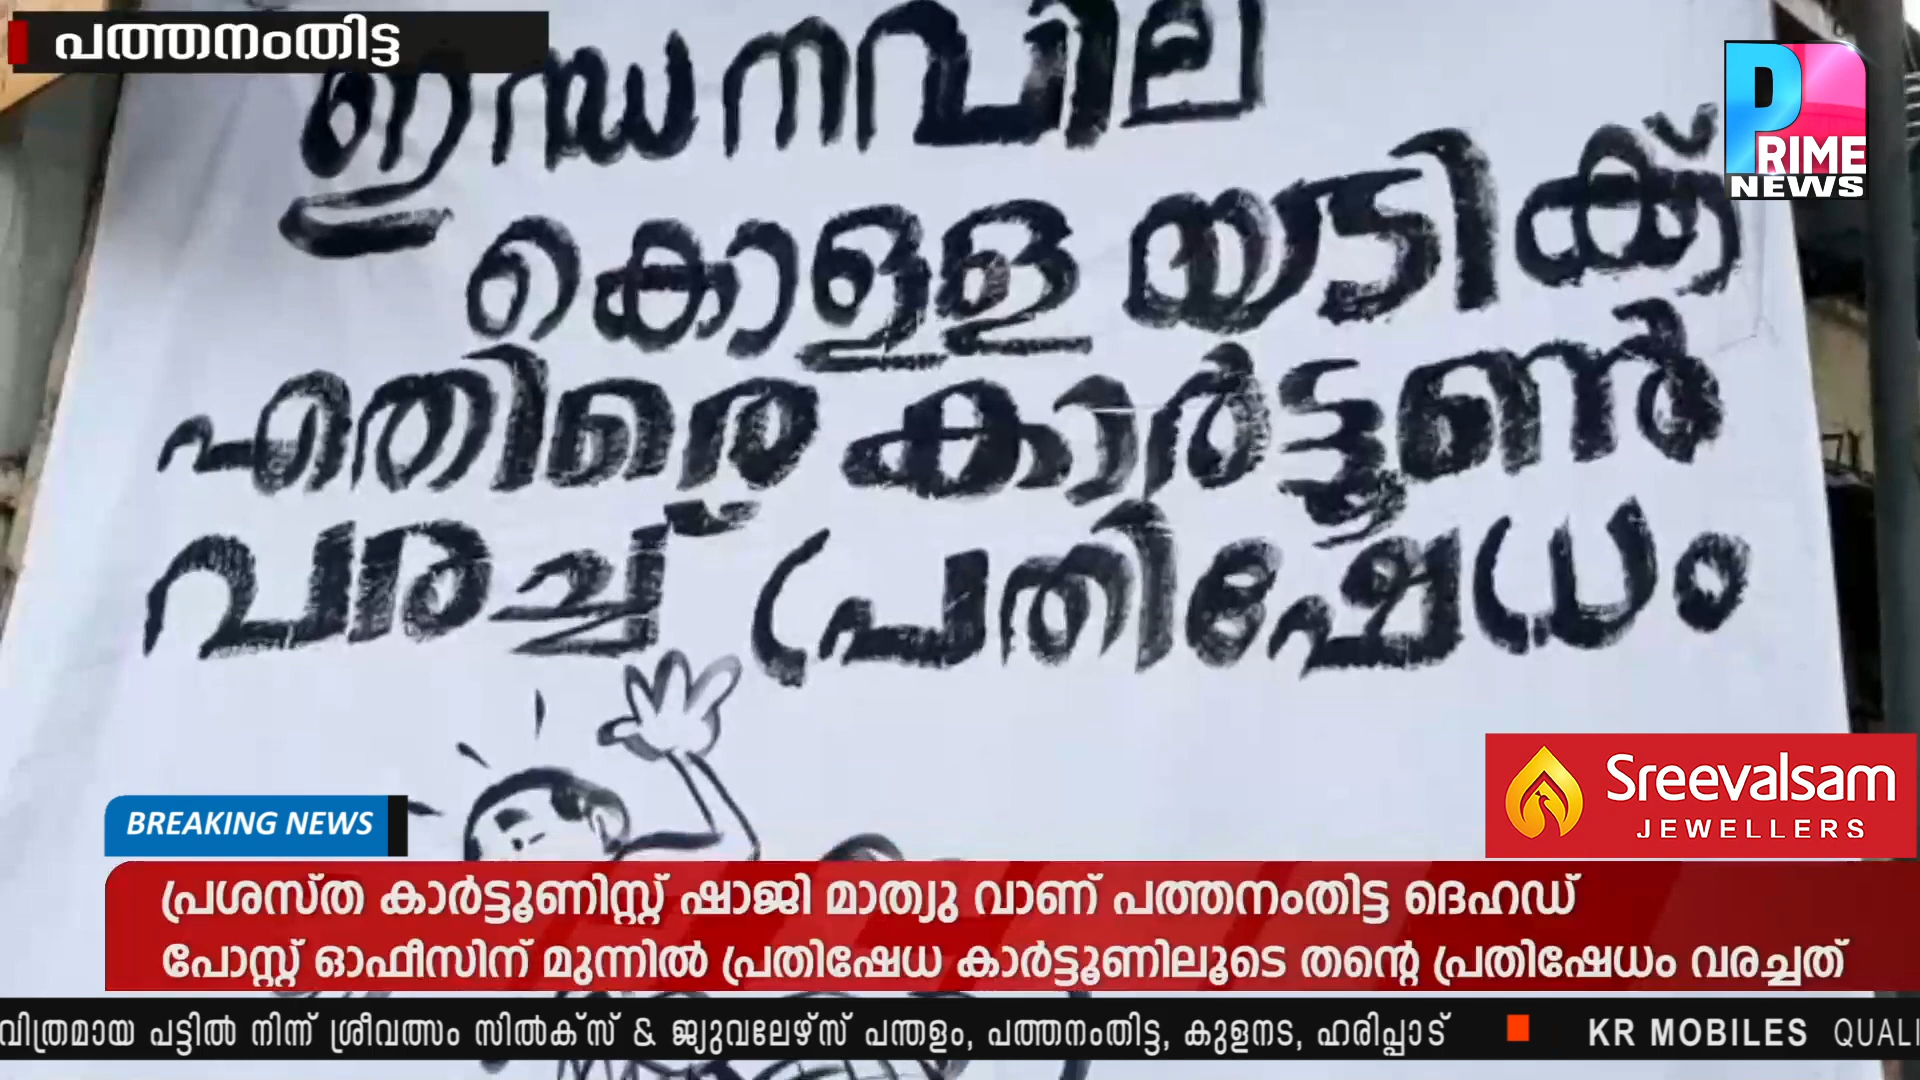 പത്തനംതിട്ട
PRIME
NEWS
ഇന്ധനവില
കൊള്ളയടിക്ക്
എതിരെ കാർട്ടൂൺ
വരച്ച് പ്രതിഷേധം
Sreevalsam
JEWELLERS
BREAKING NEWS
പ്രശസ്ത കാർട്ടൂണിസ്റ്റ് ഷാജി മാത്യു വാണ് പത്തനംതിട്ട ദെഹഡ്
പോസ്റ്റ് ഓഫീസിന് മുന്നിൽ പ്രതിഷേധ കാർട്ടൂണിലൂടെ തന്റെ പ്രതിഷേധം വരച്ചത്
വിത്രമായ പട്ടിൽ നിന്ന് ശ്രീവത്സം സിൽക്സ് & ജ്യുവലേഴ്സ് പന്തളം, പത്തനംതിട്ട, കുളനട, ഹരിപ്പാട് KR MOBILES QUALI